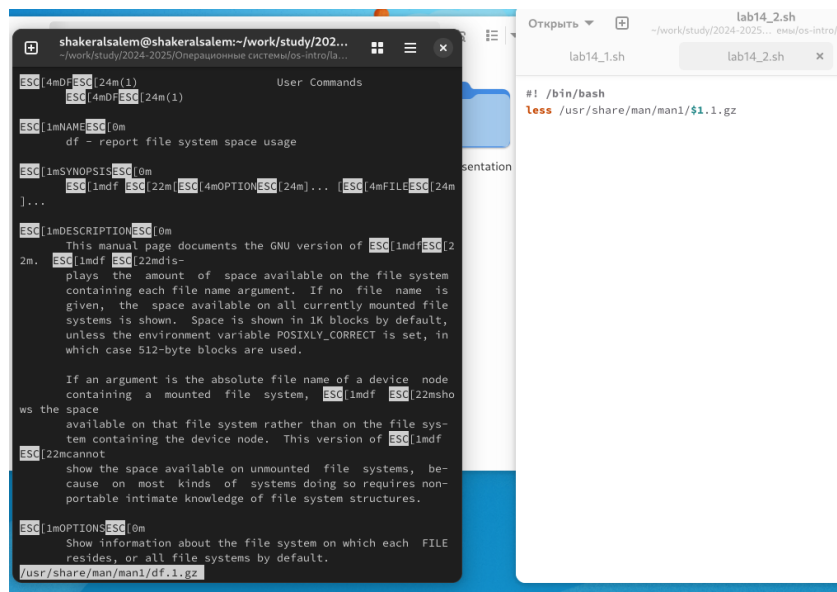 shakeralsalem@shakeralsalem:~/work/study/202...
~/work/study/2024-2025/Операционные системы/os-intro/la...
ESC[4mDFESC[24m(1) User Commands
ESC[4mDFESC[24m(1)
ESC[1mNAMEESC[0m
df - report file system space usage
ESC[1mSYNOPSISESC[0m
ESC[1mdf ESC[22m[ESC[4mOPTIONESC[24m]... [ESC[4mFILEESC[24m
]...
ESC[1mDESCRIPTIONESC[0m
This manual page documents the GNU version of ESC[1mdfESC[2
2m. ESC[1mdf ESC[22mdis-
plays the amount of space available on the file system
containing each file name argument. If no file name is
given, the space available on all currently mounted file
systems is shown. Space is shown in 1K blocks by default,
unless the environment variable POSIXLY_CORRECT is set, in
which case 512-byte blocks are used.
If an argument is the absolute file name of a device node
containing a mounted file system, ESC[1mdf ESC[22msho
ws the space
available on that file system rather than on the file sys-
tem containing the device node. This version of ESC[1mdf
ESC[22mcannot
show the space available on unmounted file systems, be-
cause on most kinds of systems doing so requires non-
portable intimate knowledge of file system structures.
ESC[1mOPTIONSESC[0m
Show information about the file system on which each FILE
resides, or all file systems by default.
/usr/share/man/man1/df.1.gz
sentation
Открыть
lab14_2.sh
~/work/study/2024-2025... емы/os-intro/
lab14_1.sh
lab14_2.sh
#! /bin/bash
less /usr/share/man/man1/$1.1.gz